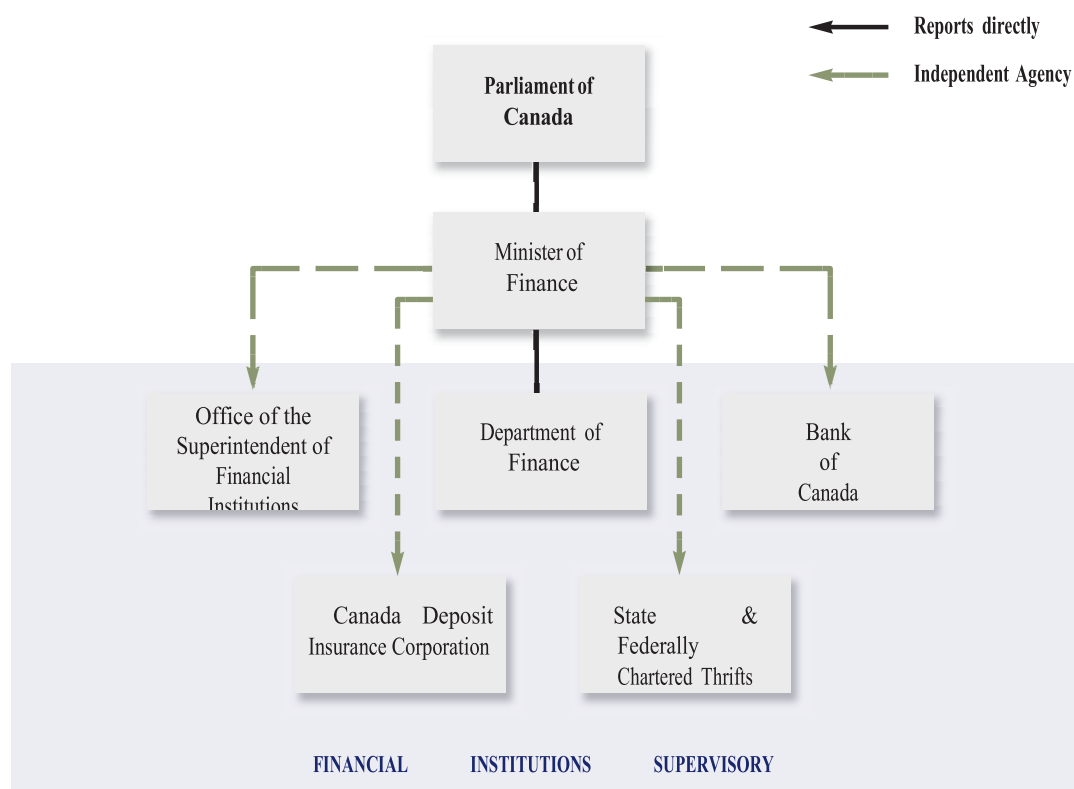 Reports directly
Independent Agency
Parliament of
Canada
Minister of
Finance
Office of the
Superintendent of
Financial
Institutions
Department of
Finance
Bank
of
Canada
Canada Deposit
Insurance Corporation
State &
Federally
Chartered Thrifts
FINANCIAL INSTITUTIONS SUPERVISORY